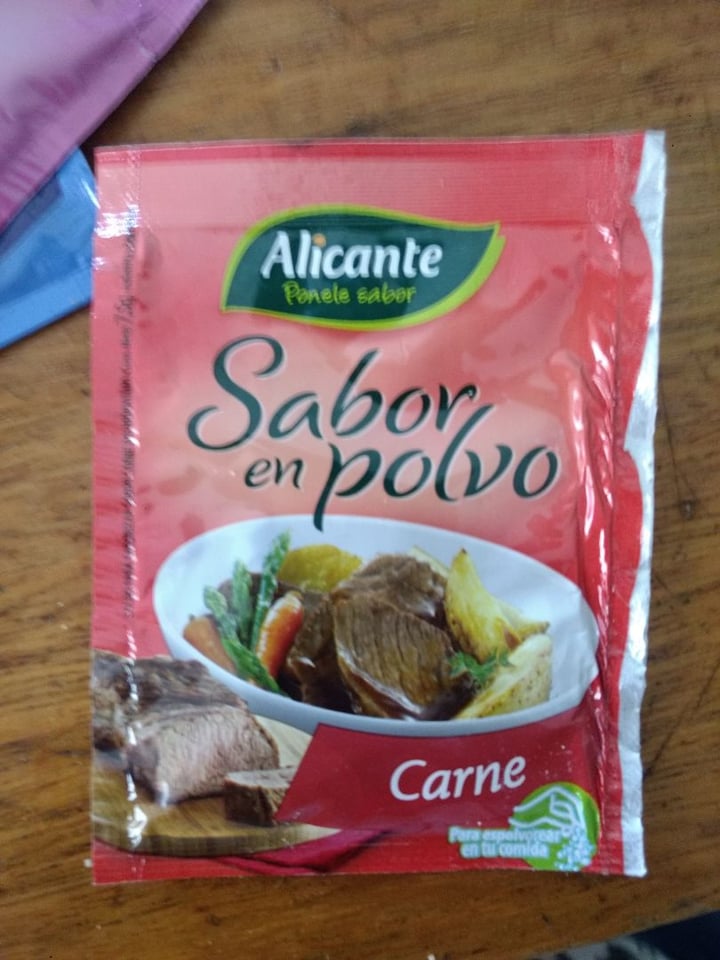 Alicante
Ponele sabor
Sabor
en polvo
Carne
Para espolvorear
en tu comida